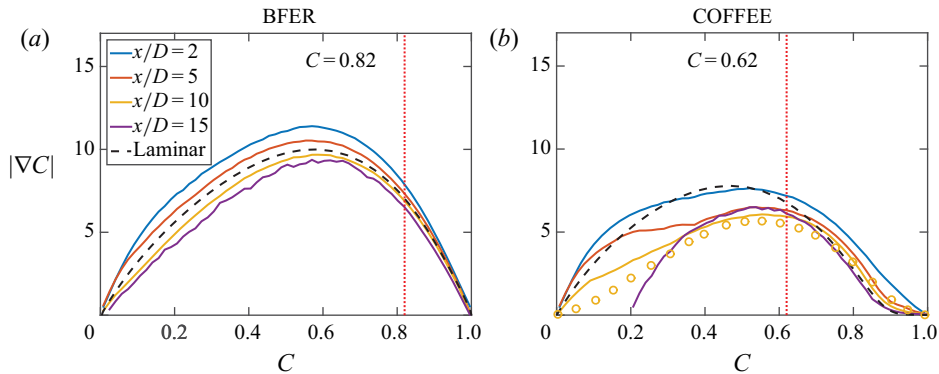 BFER
COFFEE
(a)
(b)
x/D = 2
x/D = 5
x/D = 10
x/D = 15
Laminar
C = 0.82
C = 0.62
|∇C|
15
10
5
0 0.2 0.4 0.6 0.8 1.0
C
15
10
5
0 0.2 0.4 0.6 0.8 1.0
C